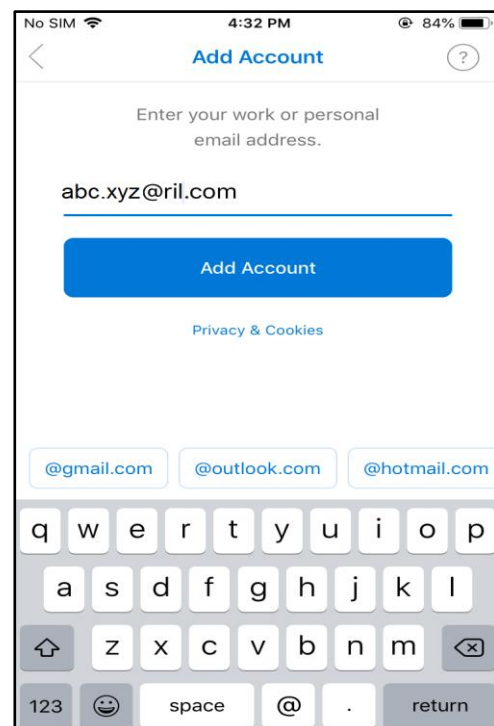 No SIM 4:32 PM 84%
Add Account ?
Enter your work or personal
email address.
abc.xyz@ril.com
Add Account
Privacy & Cookies
@gmail.com @outlook.com @hotmail.com
q w e r t y u i o p
a s d f g h j k l
z x c v b n m
123 space @ . return